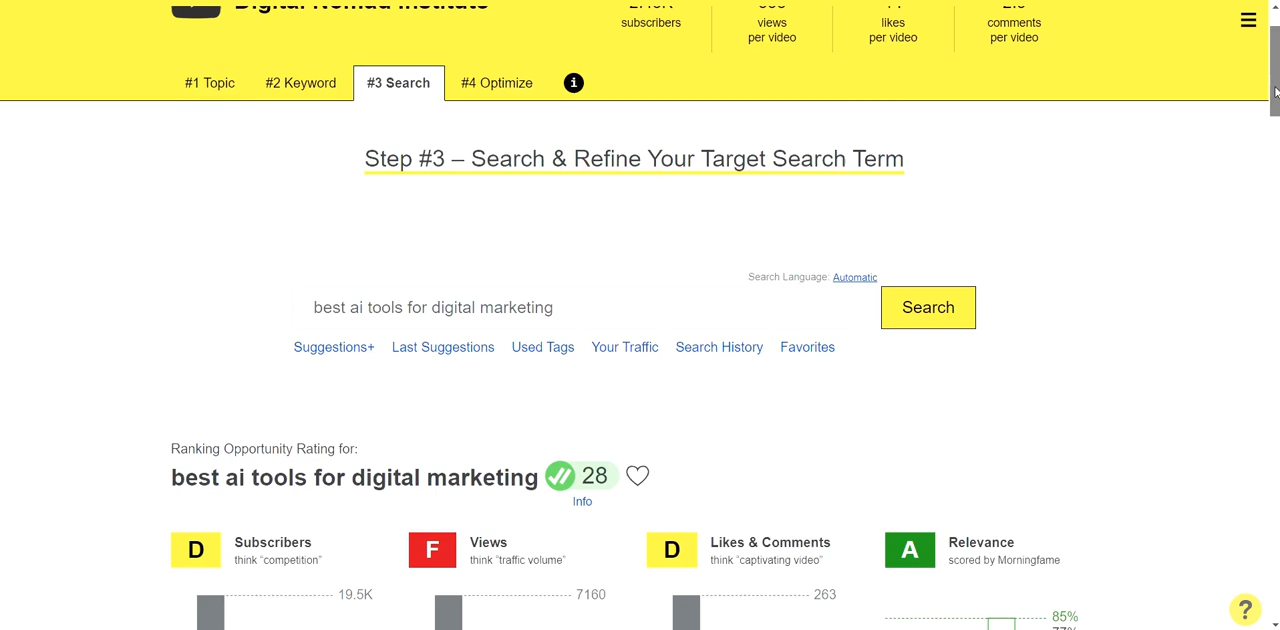 Digital Nomad Institute
subscribers
views
per video
likes
per video
comments
per video
#1 Topic
#2 Keyword
#3 Search
#4 Optimize
i
Step #3 – Search & Refine Your Target Search Term
Search Language: Automatic
best ai tools for digital marketing
Search
Suggestions+
Last Suggestions
Used Tags
Your Traffic
Search History
Favorites
Ranking Opportunity Rating for:
best ai tools for digital marketing 28
Info
D
Subscribers
think “competition”
F
Views
think “traffic volume”
D
Likes & Comments
think “captivating video”
A
Relevance
scored by Morningfame
19.5K
7160
263
85%
?